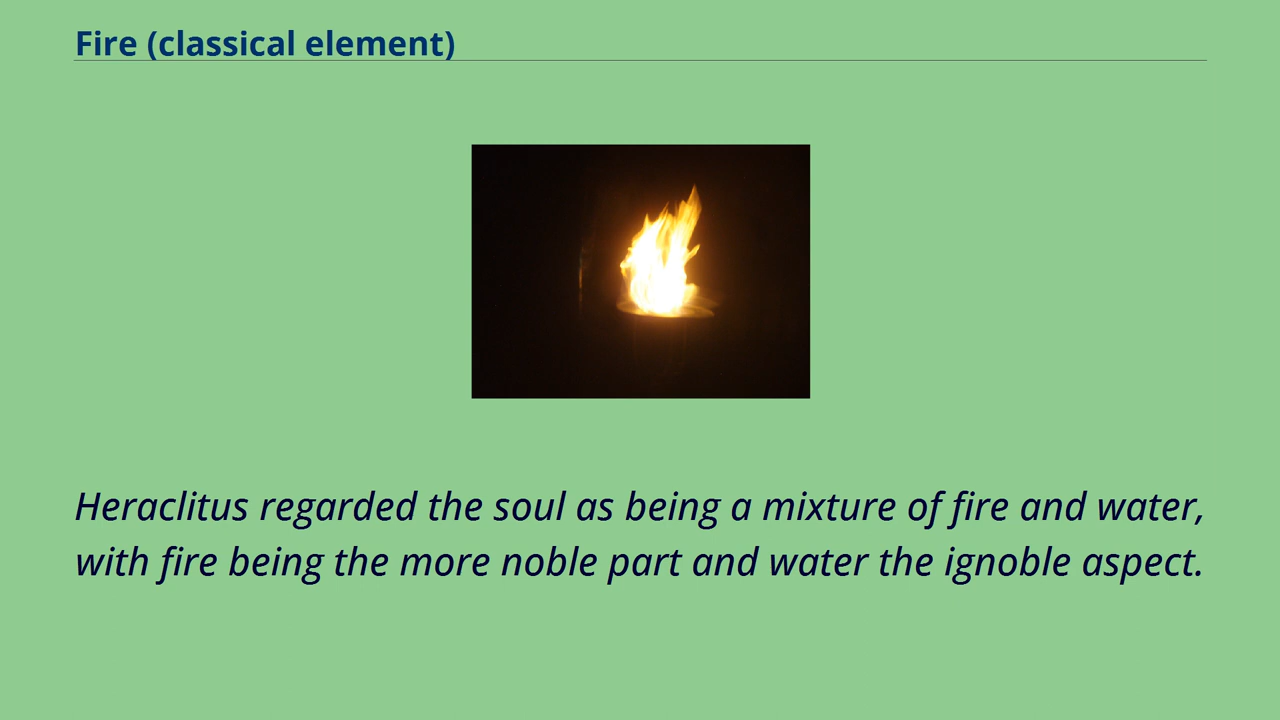 Fire (classical element)
Heraclitus regarded the soul as being a mixture of fire and water,
with fire being the more noble part and water the ignoble aspect.